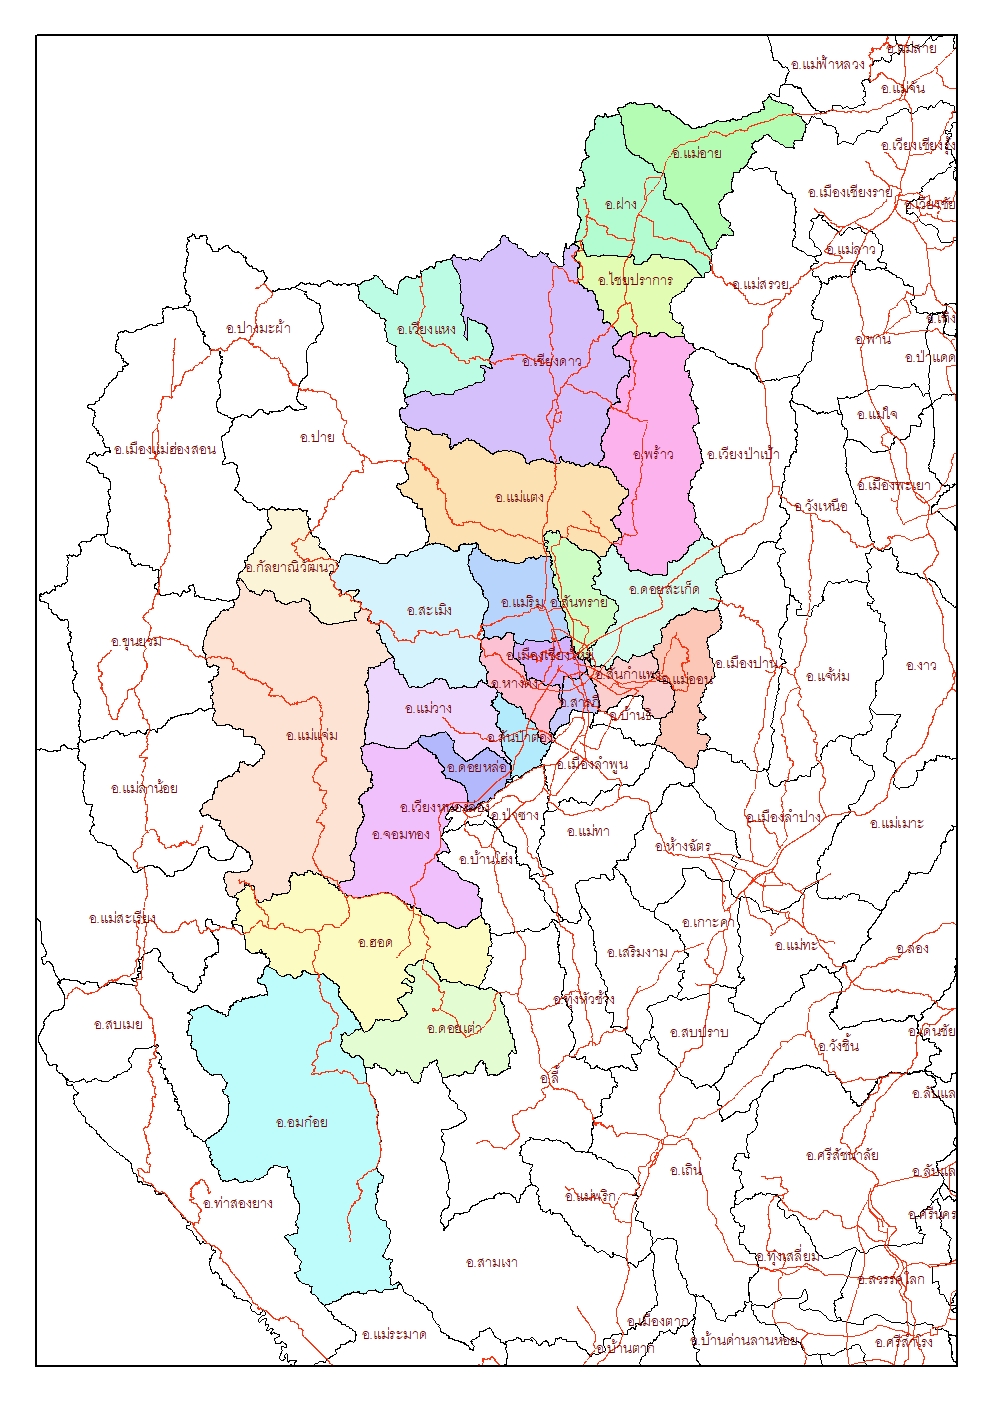 อ.แม่สาย
อ.แม่ฟ้าหลวง
อ.แม่จัน
อ.แม่อาย
อ.เมืองเชียงราย
อ.ฝาง
อ.แม่ลาว
อ.ไชยปราการ
อ.แม่สรวย
อ.ปางมะผ้า
อ.เวียงแหง
อ.พาน
อ.ป่าแดด
อ.เชียงดาว
อ.แม่ใจ
อ.ปาย
อ.เมืองแม่ฮ่องสอน
อ.พร้าว
อ.เวียงป่าเป้า
อ.เมืองพะเยา
อ.แม่แตง
อ.วังเหนือ
อ.กัลยาณิวัฒนา
อ.ดอยสะเก็ด
อ.แม่ริม
อ.สันทราย
อ.สะเมิง
อ.ขุนยวม
อ.เมืองเชียงใหม่
อ.เมืองปาน
อ.งาว
อ.แจ้ห่ม
อ.สันกำแพง
อ.แม่ออน
อ.หางดง
อ.สารภี
อ.แม่วาง
อ.บ้านธิ
อ.แม่แจ่ม
อ.สันป่าตอง
อ.ดอยหล่อ
อ.เมืองลำพูน
อ.แม่ลาน้อย
อ.เวียงหนองล่อง
อ.ป่าซาง
อ.เมืองลำปาง
อ.แม่เมาะ
อ.แม่ทา
อ.จอมทอง
อ.ห้างฉัตร
อ.บ้านโฮ่ง
อ.แม่สะเรียง
อ.เกาะคา
อ.ฮอด
อ.แม่ทะ
อ.ลอง
อ.เสริมงาม
อ.ทุ่งหัวช้าง
อ.สบเมย
อ.ดอยเต่า
อ.สบปราบ
อ.เด่นชัย
อ.วังชิ้น
อ.ลี้
อ.ลับแล
อ.อมก๋อย
อ.ศรีสัชนาลัย
อ.เถิน
อ.ลับแล
อ.แม่พริก
อ.ท่าสองยาง
อ.ทุ่งเสลี่ยม
อ.สามเงา
อ.สวรรคโลก
อ.เมืองตาก
อ.แม่ระมาด
อ.บ้านด่านลานหอย
อ.ศรีสำโรง
อ.บ้านตาก